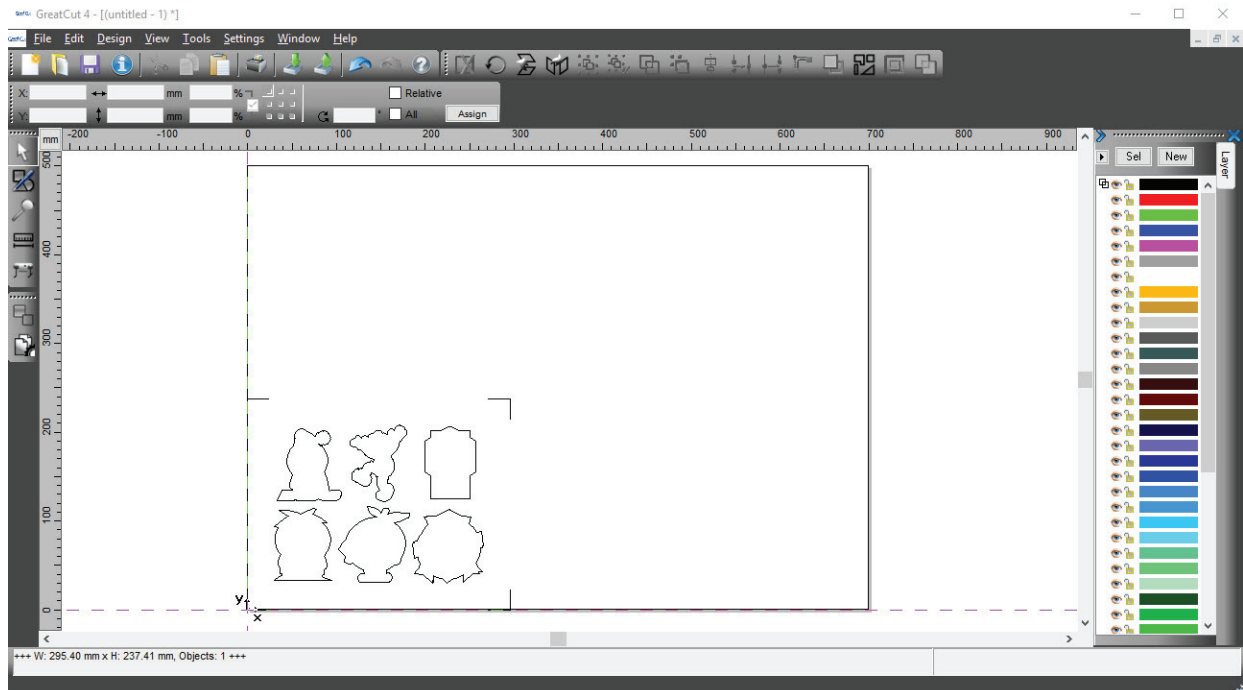 GreatCut 4 - [(untitled - 1) *]
File Edit Design View Tools Settings Window Help
X: mm % Relative
Y: mm % ° All Assign
mm -200 -100 0 100 200 300 400 500 600 700 800 900
Sel New
Layer
500
400
300
200
100
0
Y
X
+++ W: 295.40 mm x H: 237.41 mm, Objects: 1 +++